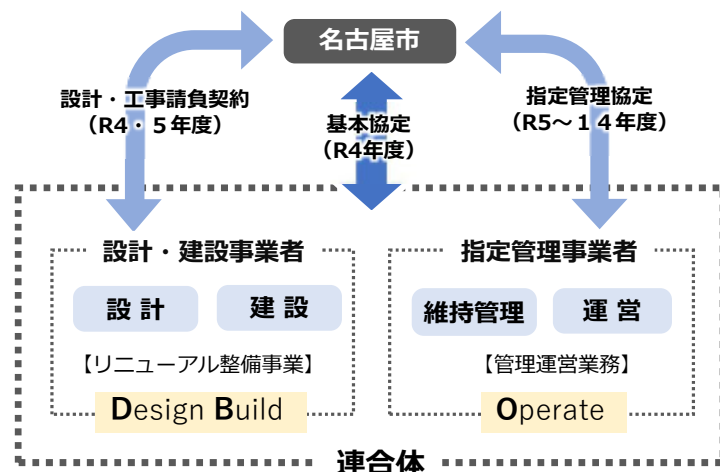 名古屋市
設計・工事請負契約
（R4・５年度）
基本協定
（R4年度）
指定管理協定
（R5～１４年度）
設計・建設事業者
設 計
建 設
【リニューアル整備事業】
Design Build
指定管理事業者
維持管理
運 営
【管理運営業務】
Operate
連合体